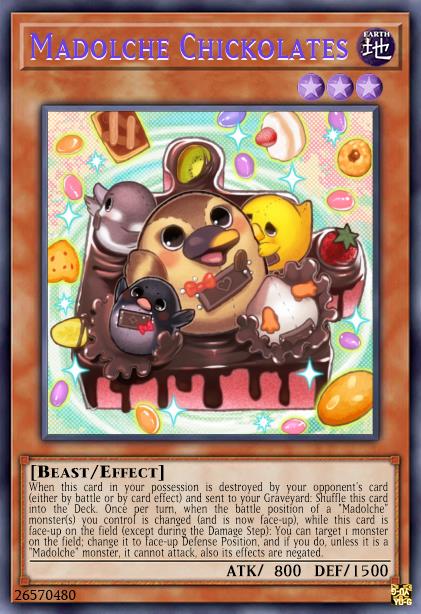 MADOLCHE CHICKOLATES
EARTH
地
[BEAST/EFFECT]
When this card in your possession is destroyed by your opponent's card
(either by battle or by card effect) and sent to your Graveyard: Shuffle this card
into the Deck. Once per turn, when the battle position of a "Madolche"
monster(s) you control is changed (and is now face-up), while this card is
face-up on the field (except during the Damage Step): You can target 1 monster
on the field; change it to face-up Defense Position, and if you do, unless it is a
"Madolche" monster, it cannot attack, also its effects are negated.
ATK/ 800 DEF/1500
26570480